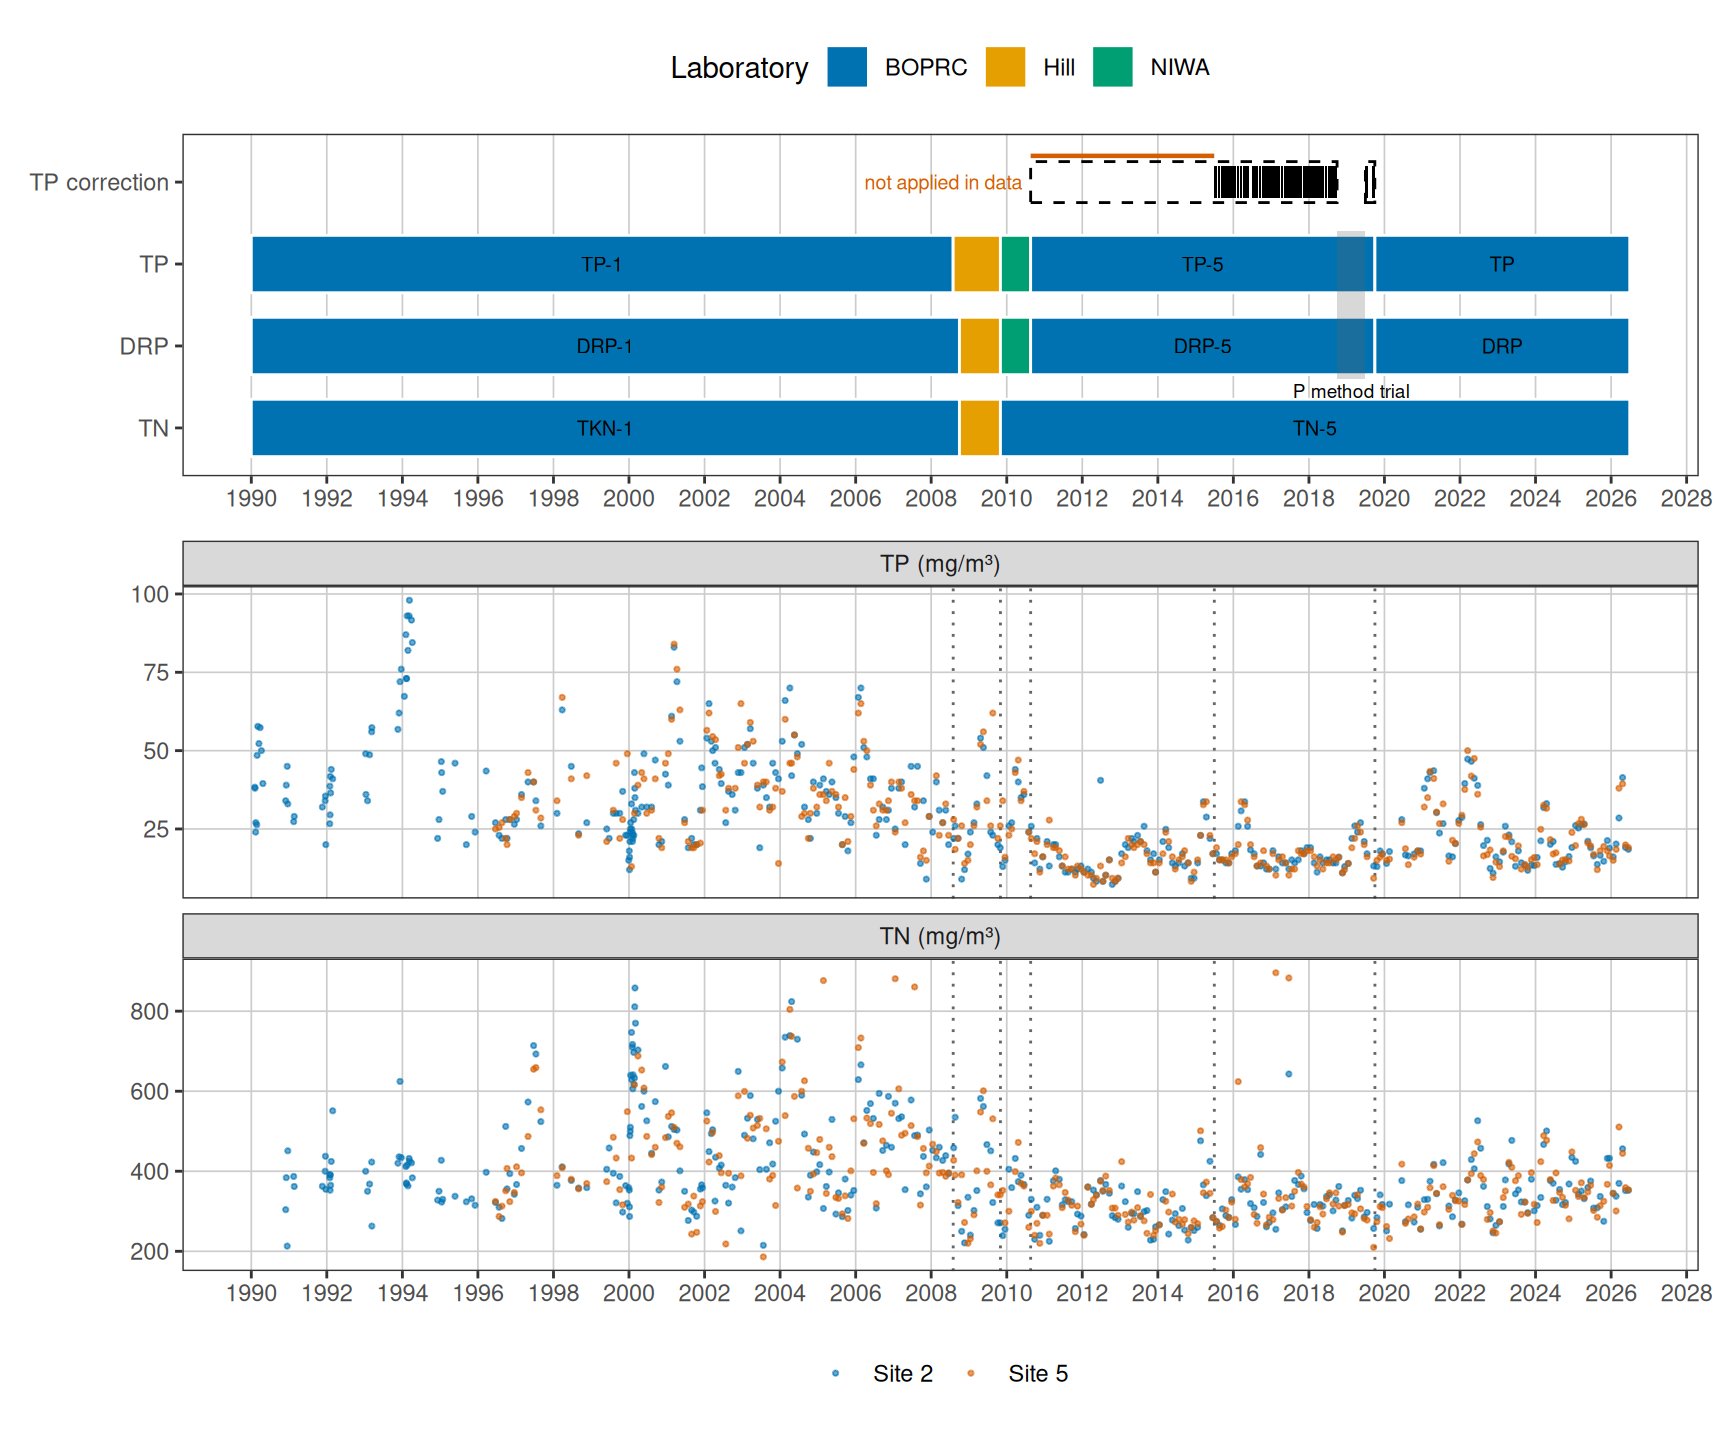 Laboratory BOPRC Hill NIWA
TP correction
not applied in data
TP TP-1 TP-5 TP
DRP DRP-1 DRP-5 DRP
P method trial
TN TKN-1 TN-5
1990 1992 1994 1996 1998 2000 2002 2004 2006 2008 2010 2012 2014 2016 2018 2020 2022 2024 2026 2028
TP (mg/m³)
100
75
50
25
TN (mg/m³)
800
600
400
200
1990 1992 1994 1996 1998 2000 2002 2004 2006 2008 2010 2012 2014 2016 2018 2020 2022 2024 2026 2028
Site 2 Site 5